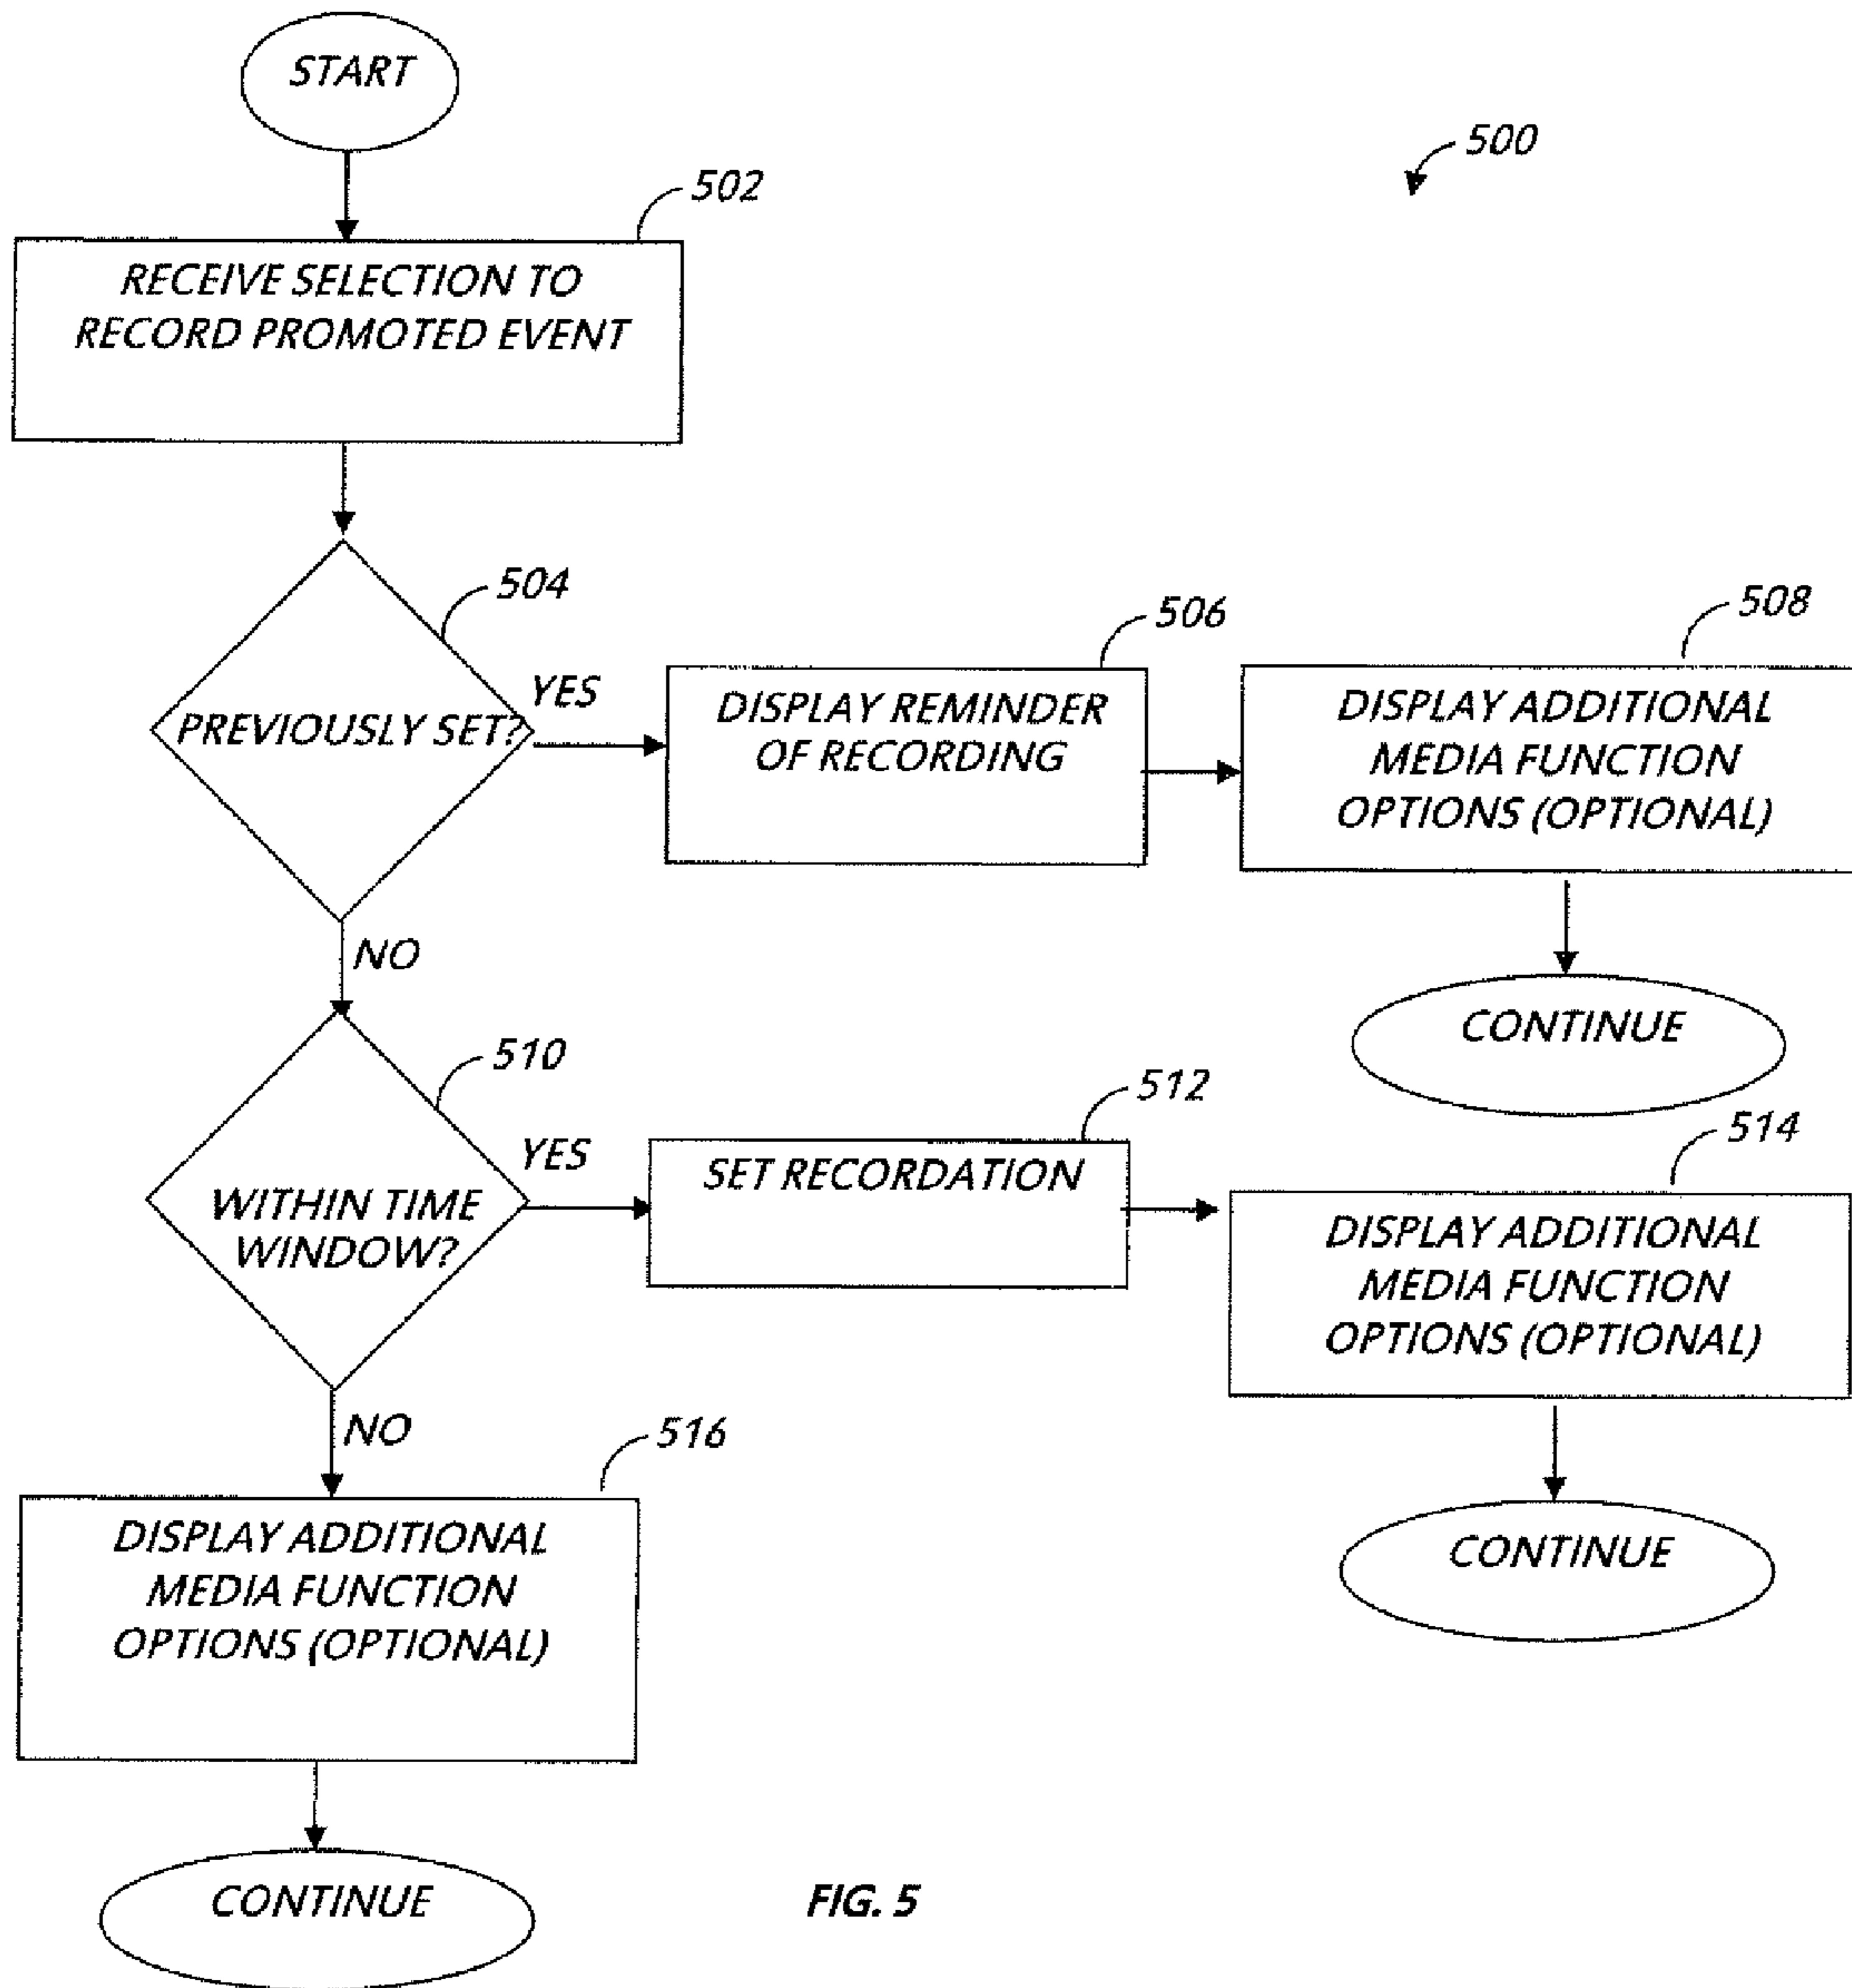 START
500
502
RECEIVE SELECTION TO
RECORD PROMOTED EVENT
504
PREVIOUSLY SET?
YES
506
DISPLAY REMINDER
OF RECORDING
508
DISPLAY ADDITIONAL
MEDIA FUNCTION
OPTIONS (OPTIONAL)
CONTINUE
NO
510
WITHIN TIME
WINDOW?
YES
512
SET RECORDATION
514
DISPLAY ADDITIONAL
MEDIA FUNCTION
OPTIONS (OPTIONAL)
CONTINUE
NO
516
DISPLAY ADDITIONAL
MEDIA FUNCTION
OPTIONS (OPTIONAL)
CONTINUE
FIG. 5